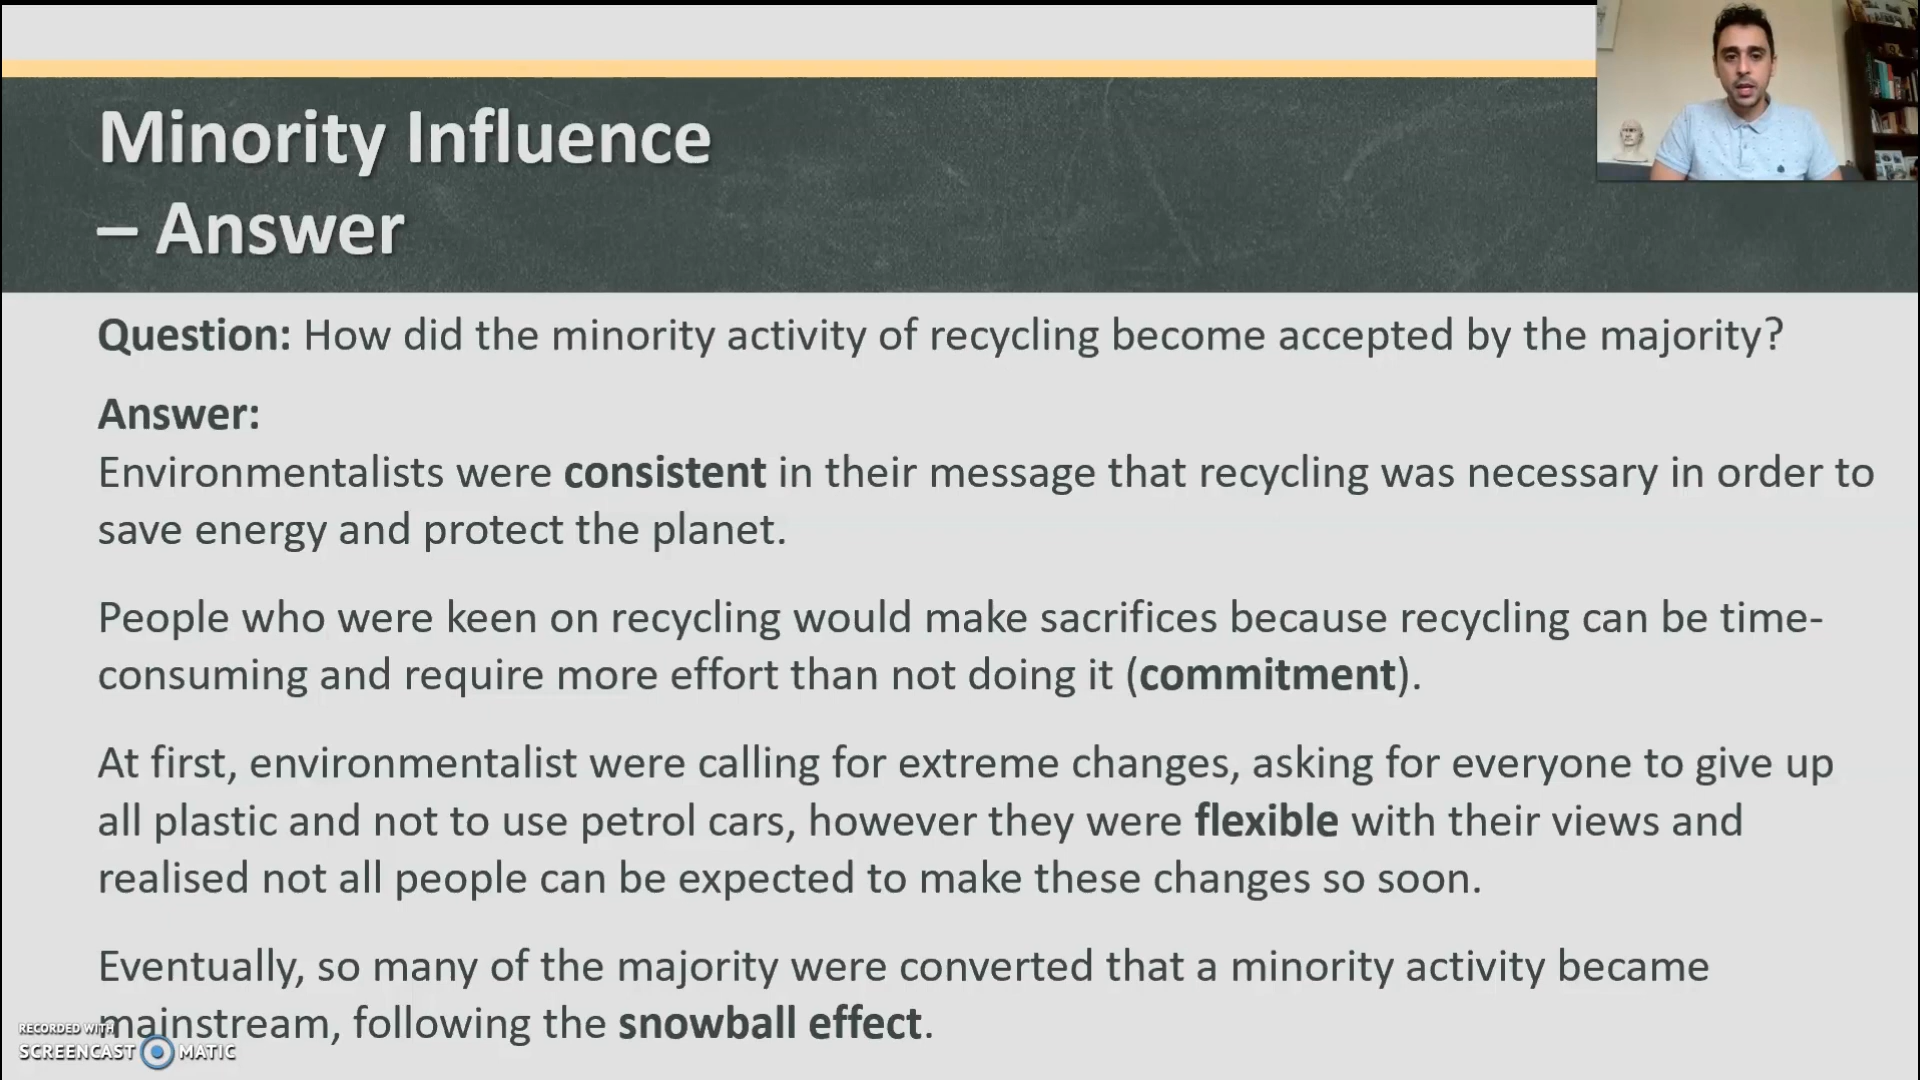 Minority Influence
– Answer
Question: How did the minority activity of recycling become accepted by the majority?
Answer:
Environmentalists were consistent in their message that recycling was necessary in order to
save energy and protect the planet.
People who were keen on recycling would make sacrifices because recycling can be time-
consuming and require more effort than not doing it (commitment).
At first, environmentalist were calling for extreme changes, asking for everyone to give up
all plastic and not to use petrol cars, however they were flexible with their views and
realised not all people can be expected to make these changes so soon.
Eventually, so many of the majority were converted that a minority activity became
mainstream, following the snowball effect.
RECORDED WITH
SCREENCAST MATIC